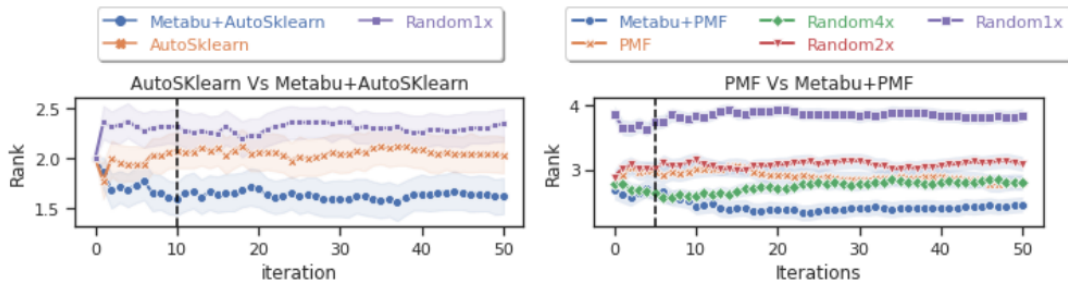 Metabu+AutoSklearn Random1x
AutoSklearn
AutoSKlearn Vs Metabu+AutoSKlearn
Rank
2.5
2.0
1.5
0 10 20 30 40 50
iteration
Metabu+PMF Random4x Random1x
PMF Random2x
PMF Vs Metabu+PMF
Rank
4
3
0 10 20 30 40 50
Iterations